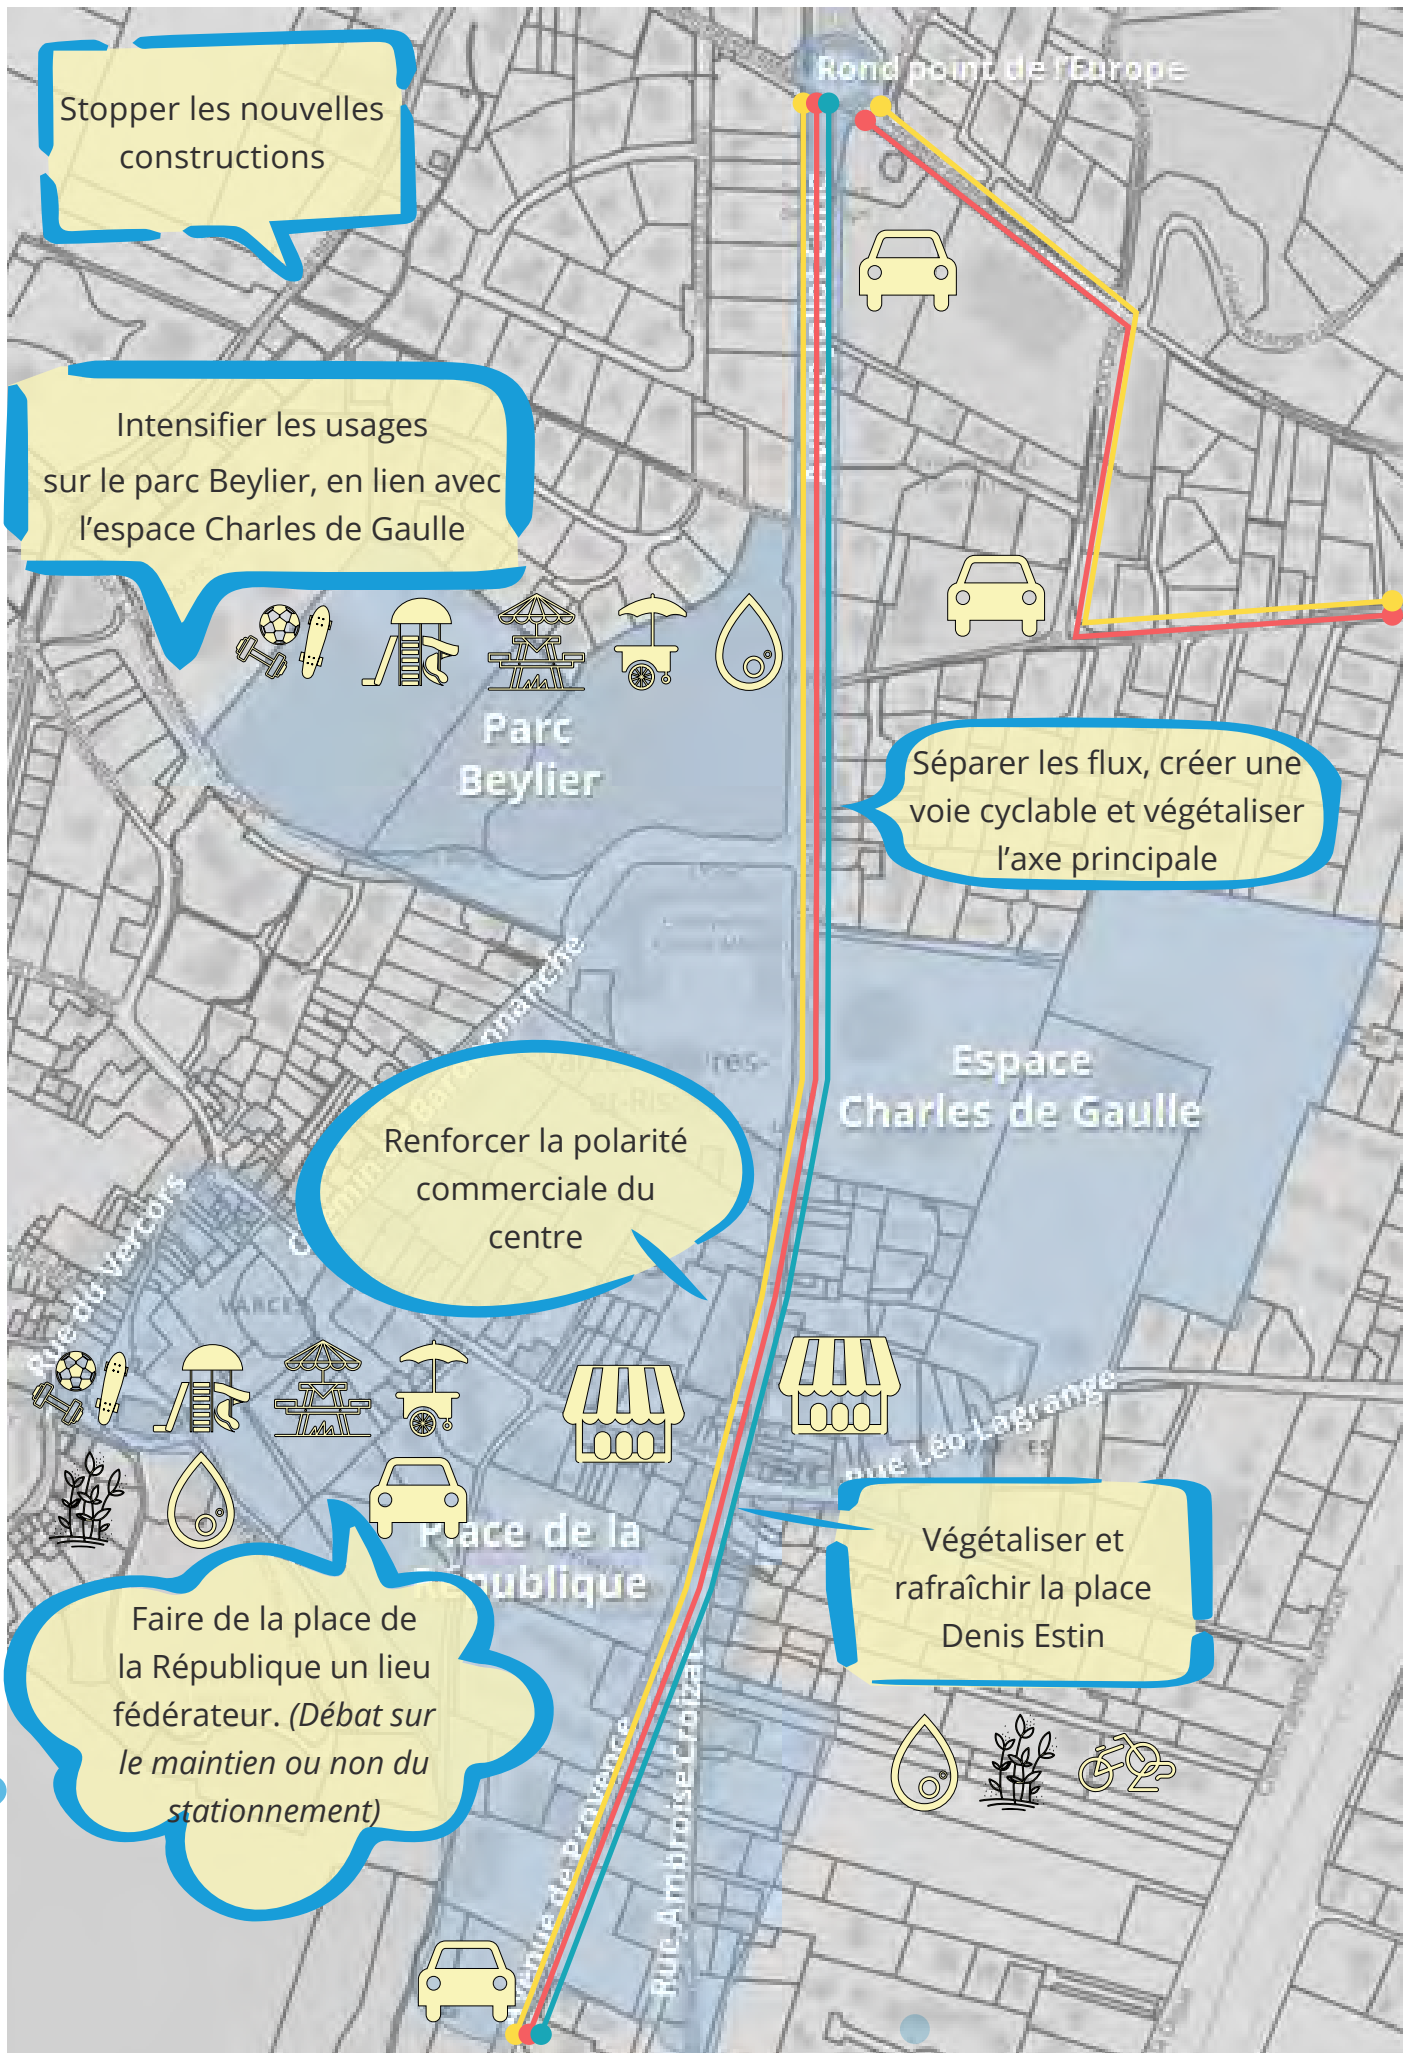 Rond point de l'Europe
Stopper les nouvelles
constructions
Intensifier les usages
sur le parc Beylier, en lien avec
l'espace Charles de Gaulle
Parc
Beylier
Séparer les flux, créer une
voie cyclable et végétaliser
l'axe principale
Espace
Charles de Gaulle
Renforcer la polarité
commerciale du
centre
Rue du Vercors
VARCES
Rue Léo Lagrange
Place de la
République
Végétaliser et
rafraîchir la place
Denis Estin
Faire de la place de
la République un lieu
fédérateur. (Débat sur
le maintien ou non du
stationnement)
Avenue de Provence
Rue Ambroise Croizat